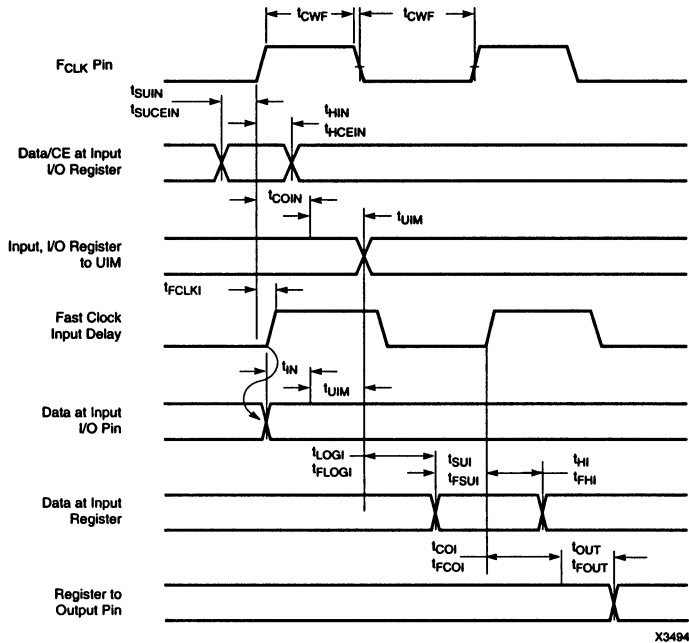 tCWF tCWF
FCLK Pin
tSUIN
tSUCEIN
tHIN
tHCEIN
Data/CE at Input
I/O Register
tCOIN
tUIM
Input, I/O Register
to UIM
tFCLKI
Fast Clock
Input Delay
tIN
tUIM
Data at Input
I/O Pin
tLOGI
tFLOGI
tSUI
tFSUI
tHI
tFHI
Data at Input
Register
tCOI
tFCOI
tOUT
tFOUT
Register to
Output Pin
X3494